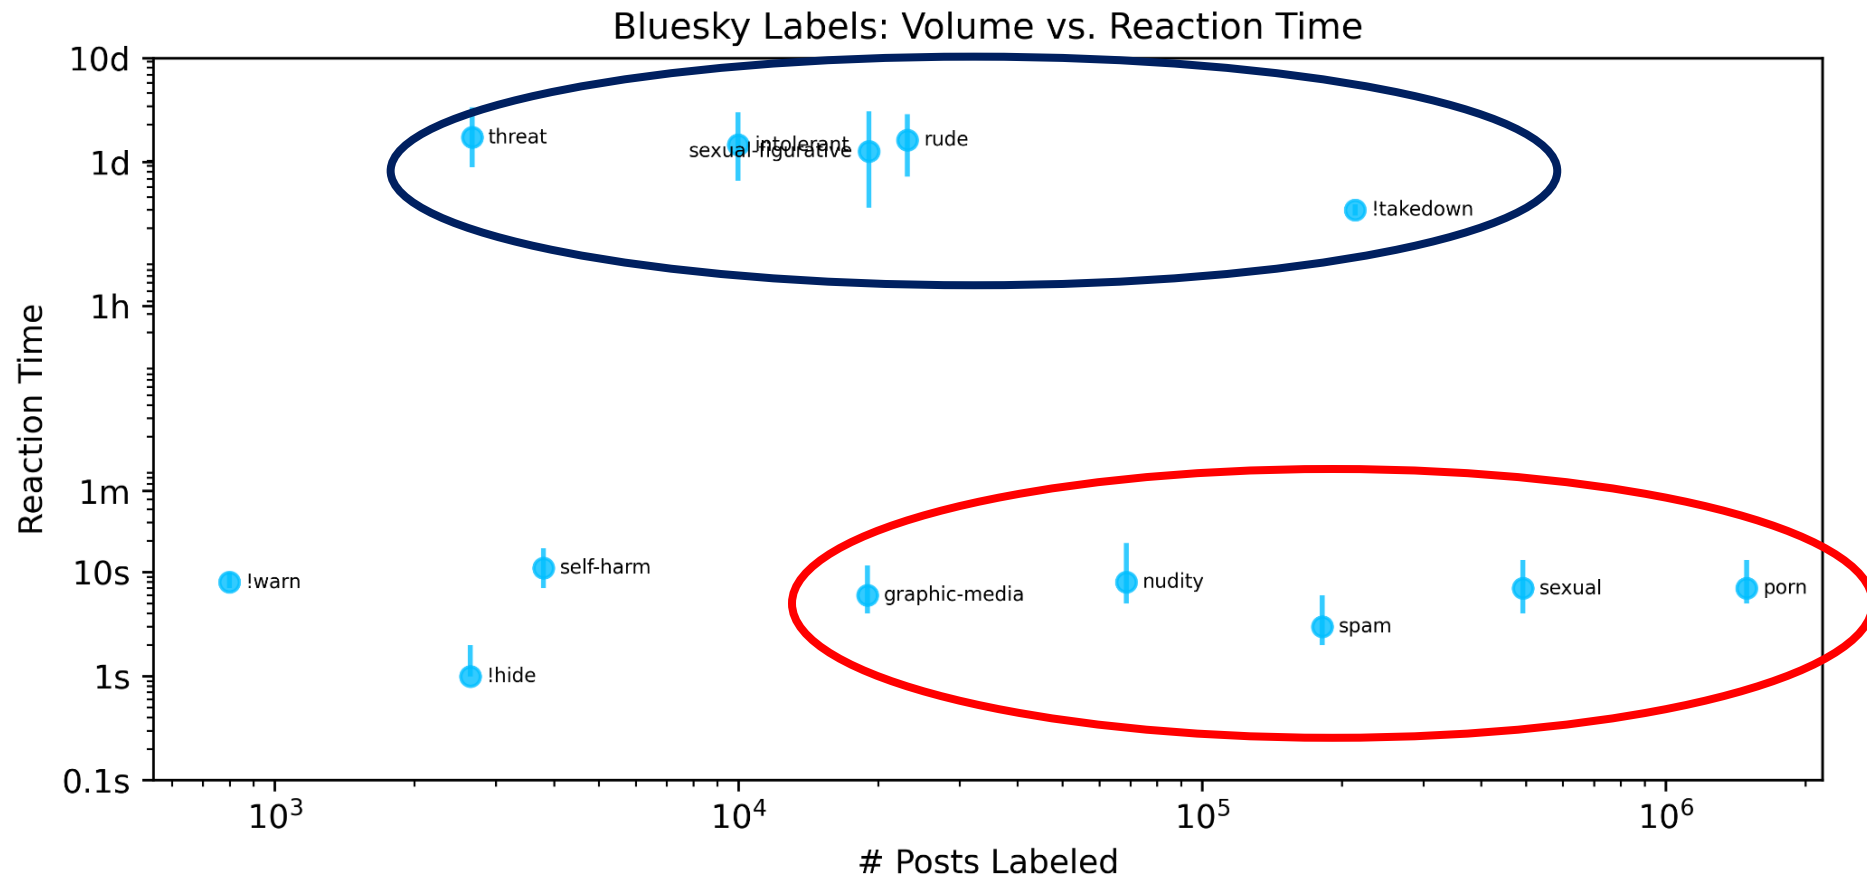 Bluesky Labels: Volume vs. Reaction Time
10d
threat
intolerant
rude
sexual-figurative
1d
!takedown
1h
Reaction Time
1m
10s
!warn
self-harm
graphic-media
nudity
sexual
porn
spam
1s
!hide
0.1s
10³
10⁴
10⁵
10⁶
# Posts Labeled